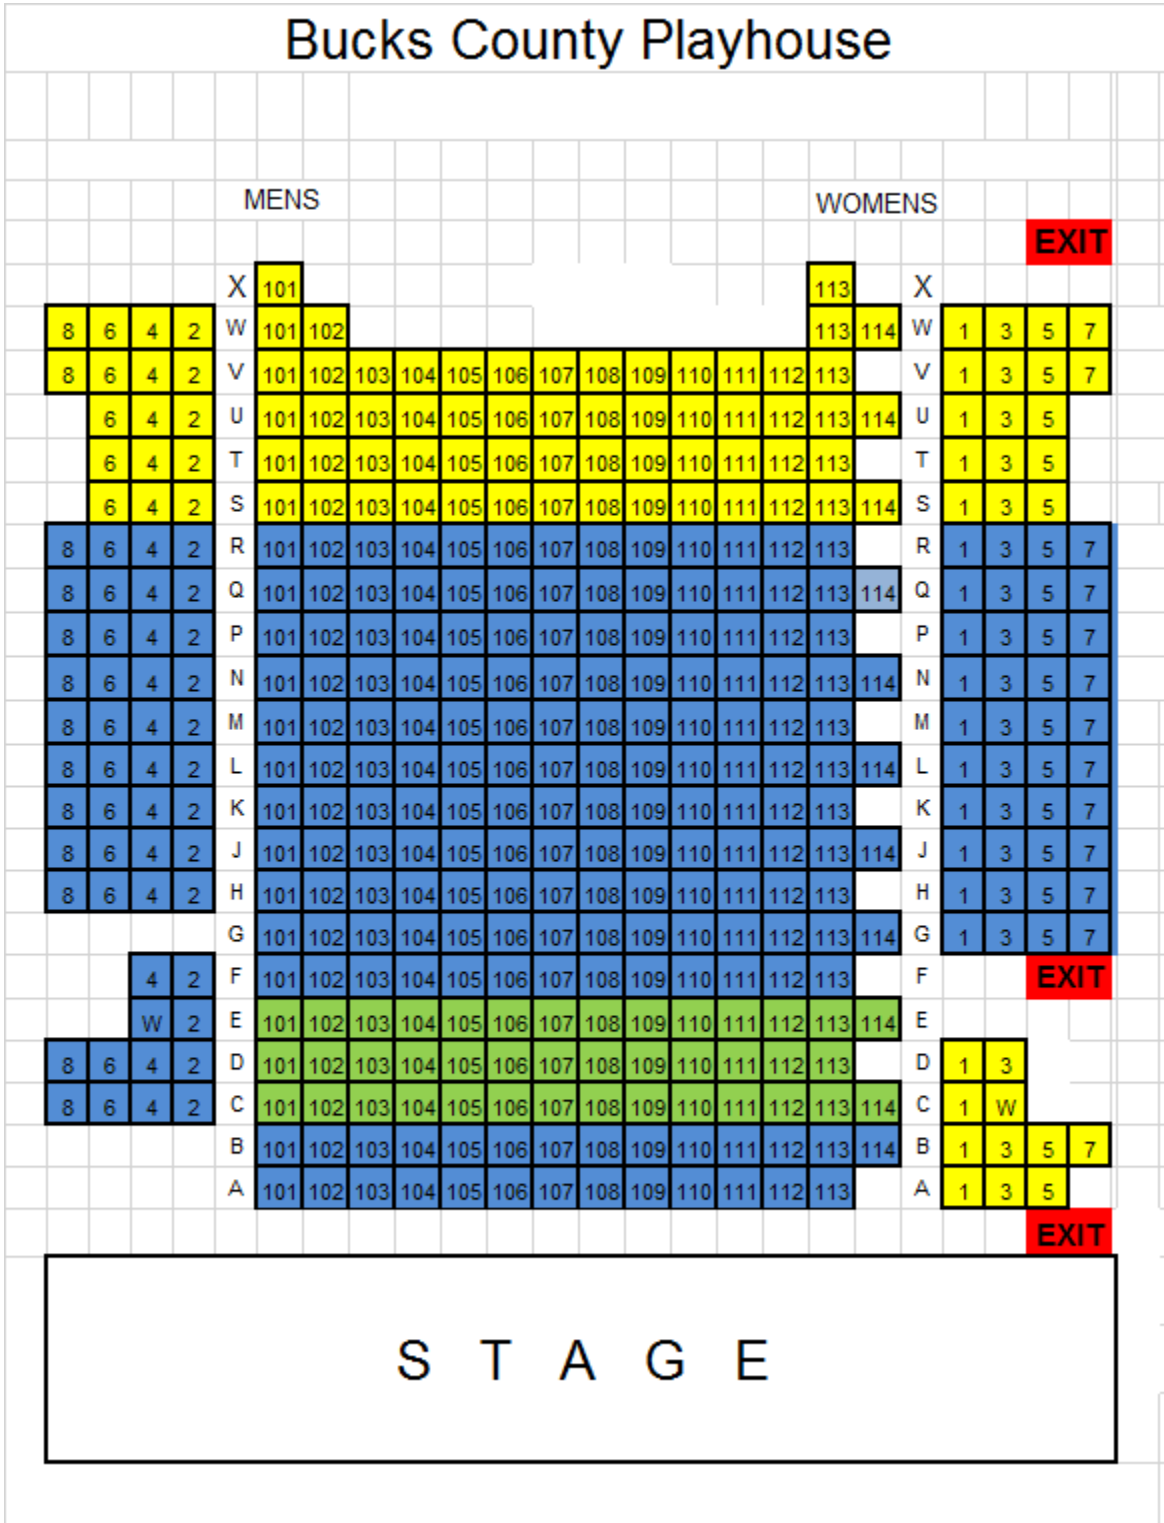 Bucks County Playhouse
MENS WOMENS
EXIT
X 101 113 X
8 6 4 2 W 101 102 113 114 W 1 3 5 7
8 6 4 2 V 101 102 103 104 105 106 107 108 109 110 111 112 113 V 1 3 5 7
6 4 2 U 101 102 103 104 105 106 107 108 109 110 111 112 113 114 U 1 3 5
6 4 2 T 101 102 103 104 105 106 107 108 109 110 111 112 113 T 1 3 5
6 4 2 S 101 102 103 104 105 106 107 108 109 110 111 112 113 114 S 1 3 5
8 6 4 2 R 101 102 103 104 105 106 107 108 109 110 111 112 113 R 1 3 5 7
8 6 4 2 Q 101 102 103 104 105 106 107 108 109 110 111 112 113 114 Q 1 3 5 7
8 6 4 2 P 101 102 103 104 105 106 107 108 109 110 111 112 113 P 1 3 5 7
8 6 4 2 N 101 102 103 104 105 106 107 108 109 110 111 112 113 114 N 1 3 5 7
8 6 4 2 M 101 102 103 104 105 106 107 108 109 110 111 112 113 M 1 3 5 7
8 6 4 2 L 101 102 103 104 105 106 107 108 109 110 111 112 113 114 L 1 3 5 7
8 6 4 2 K 101 102 103 104 105 106 107 108 109 110 111 112 113 K 1 3 5 7
8 6 4 2 J 101 102 103 104 105 106 107 108 109 110 111 112 113 114 J 1 3 5 7
8 6 4 2 H 101 102 103 104 105 106 107 108 109 110 111 112 113 H 1 3 5 7
G 101 102 103 104 105 106 107 108 109 110 111 112 113 114 G 1 3 5 7
4 2 F 101 102 103 104 105 106 107 108 109 110 111 112 113 F EXIT
W 2 E 101 102 103 104 105 106 107 108 109 110 111 112 113 114 E
8 6 4 2 D 101 102 103 104 105 106 107 108 109 110 111 112 113 D 1 3
8 6 4 2 C 101 102 103 104 105 106 107 108 109 110 111 112 113 114 C 1 W
B 101 102 103 104 105 106 107 108 109 110 111 112 113 114 B 1 3 5 7
A 101 102 103 104 105 106 107 108 109 110 111 112 113 A 1 3 5
EXIT
S T A G E